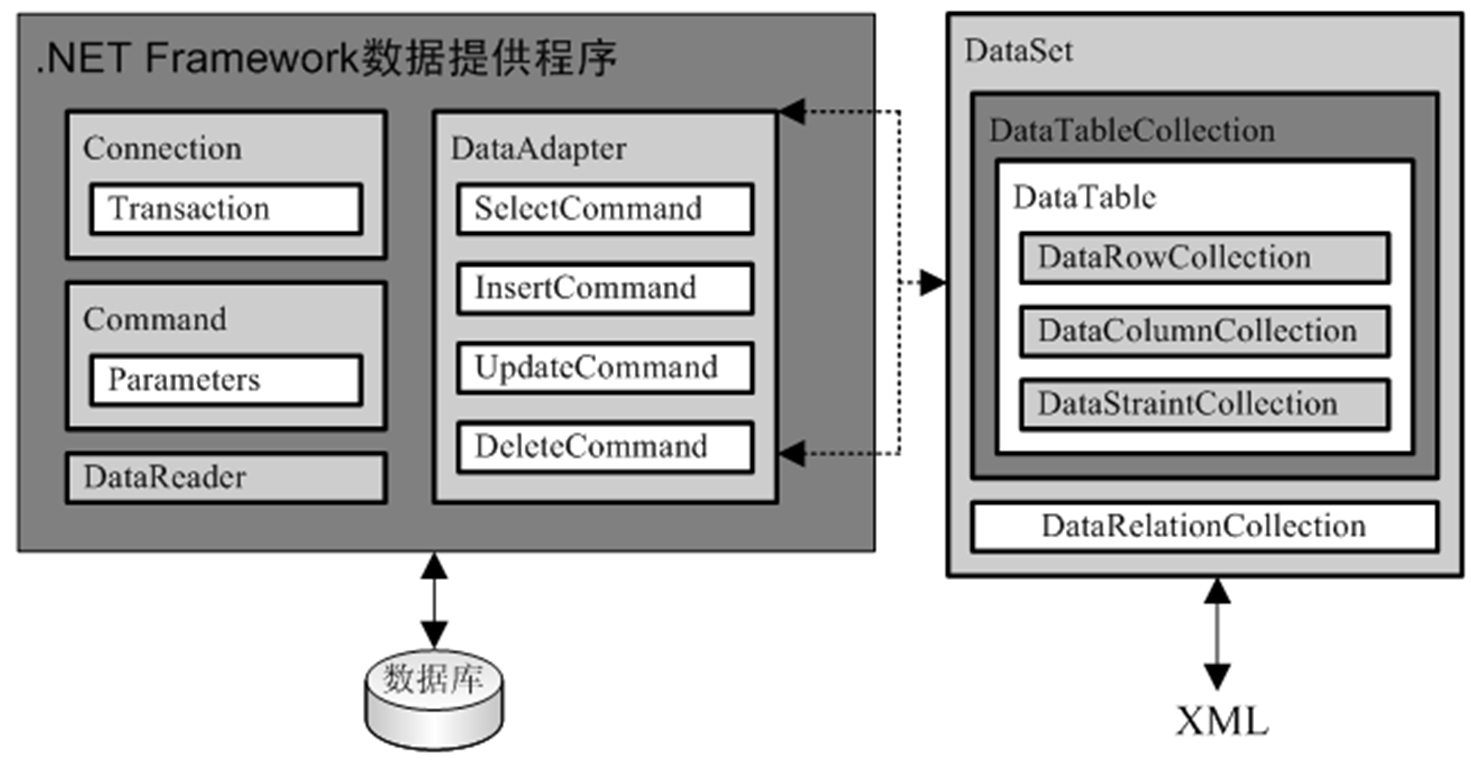 .NET Framework数据提供程序
Connection
Transaction
Command
Parameters
DataReader
DataAdapter
SelectCommand
InsertCommand
UpdateCommand
DeleteCommand
数据库
DataSet
DataTableCollection
DataTable
DataRowCollection
DataColumnCollection
DataStraintCollection
DataRelationCollection
XML